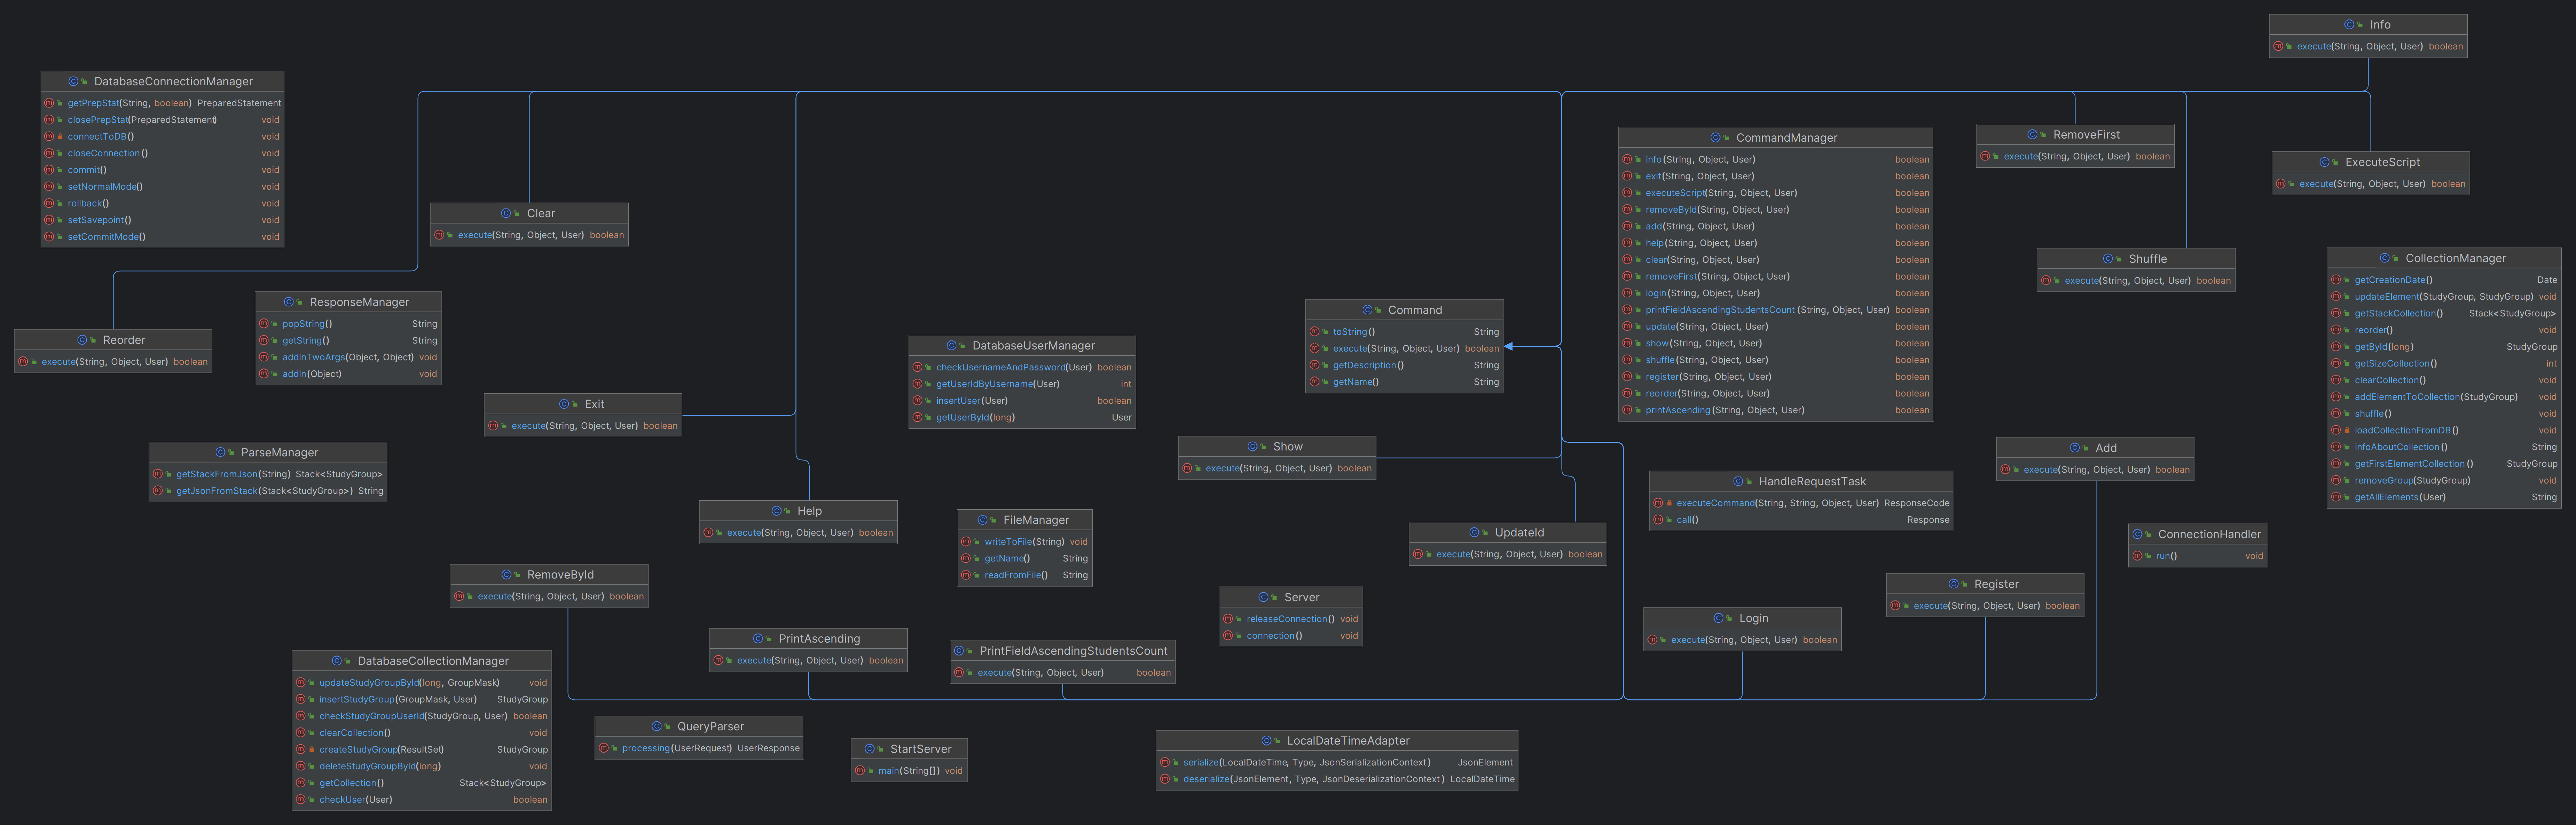 Info
execute(String, Object, User) boolean
DatabaseConnectionManager
getPrepStat(String, boolean) PreparedStatement
closePrepStat(PreparedStatement) void
connectToDB() void
closeConnection() void
commit() void
setNormalMode() void
rollback() void
setSavepoint() void
setCommitMode() void
CommandManager
info(String, Object, User) boolean
exit(String, Object, User) boolean
executeScript(String, Object, User) boolean
removeById(String, Object, User) boolean
add(String, Object, User) boolean
help(String, Object, User) boolean
clear(String, Object, User) boolean
removeFirst(String, Object, User) boolean
login(String, Object, User) boolean
printFieldAscendingStudentsCount(String, Object, User) boolean
update(String, Object, User) boolean
show(String, Object, User) boolean
shuffle(String, Object, User) boolean
register(String, Object, User) boolean
reorder(String, Object, User) boolean
printAscending(String, Object, User) boolean
RemoveFirst
execute(String, Object, User) boolean
ExecuteScript
execute(String, Object, User) boolean
Clear
execute(String, Object, User) boolean
Shuffle
execute(String, Object, User) boolean
CollectionManager
getCreationDate() Date
updateElement(StudyGroup, StudyGroup) void
getStackCollection() Stack<StudyGroup>
reorder() void
getById(long) StudyGroup
getSizeCollection() int
clearCollection() void
addElementToCollection(StudyGroup) void
shuffle() void
loadCollectionFromDB() void
infoAboutCollection() String
getFirstElementCollection() StudyGroup
removeGroup(StudyGroup) void
getAllElements(User) String
ResponseManager
popString() String
getString() String
addlnTwoArgs(Object, Object) void
addln(Object) void
Command
toString() String
execute(String, Object, User) boolean
getDescription() String
getName() String
Reorder
execute(String, Object, User) boolean
DatabaseUserManager
checkUsernameAndPassword(User) boolean
getUserIdByUsername(User) int
insertUser(User) boolean
getUserById(long) User
Exit
execute(String, Object, User) boolean
Show
execute(String, Object, User) boolean
Add
execute(String, Object, User) boolean
ParseManager
getStackFromJson(String) Stack<StudyGroup>
getJsonFromStack(Stack<StudyGroup>) String
HandleRequestTask
executeCommand(String, String, Object, User) ResponseCode
call() Response
Help
execute(String, Object, User) boolean
FileManager
writeToFile(String) void
getName() String
readFromFile() String
UpdateId
execute(String, Object, User) boolean
ConnectionHandler
run() void
RemoveById
execute(String, Object, User) boolean
Register
execute(String, Object, User) boolean
Server
releaseConnection() void
connection() void
Login
execute(String, Object, User) boolean
PrintAscending
execute(String, Object, User) boolean
PrintFieldAscendingStudentsCount
execute(String, Object, User) boolean
DatabaseCollectionManager
updateStudyGroupById(long, GroupMask) void
insertStudyGroup(GroupMask, User) StudyGroup
checkStudyGroupUserId(StudyGroup, User) boolean
clearCollection() void
createStudyGroup(ResultSet) StudyGroup
deleteStudyGroupById(long) void
getCollection() Stack<StudyGroup>
checkUser(User) boolean
QueryParser
processing(UserRequest) UserResponse
StartServer
main(String[]) void
LocalDateTimeAdapter
serialize(LocalDateTime, Type, JsonSerializationContext) JsonElement
deserialize(JsonElement, Type, JsonDeserializationContext) LocalDateTime